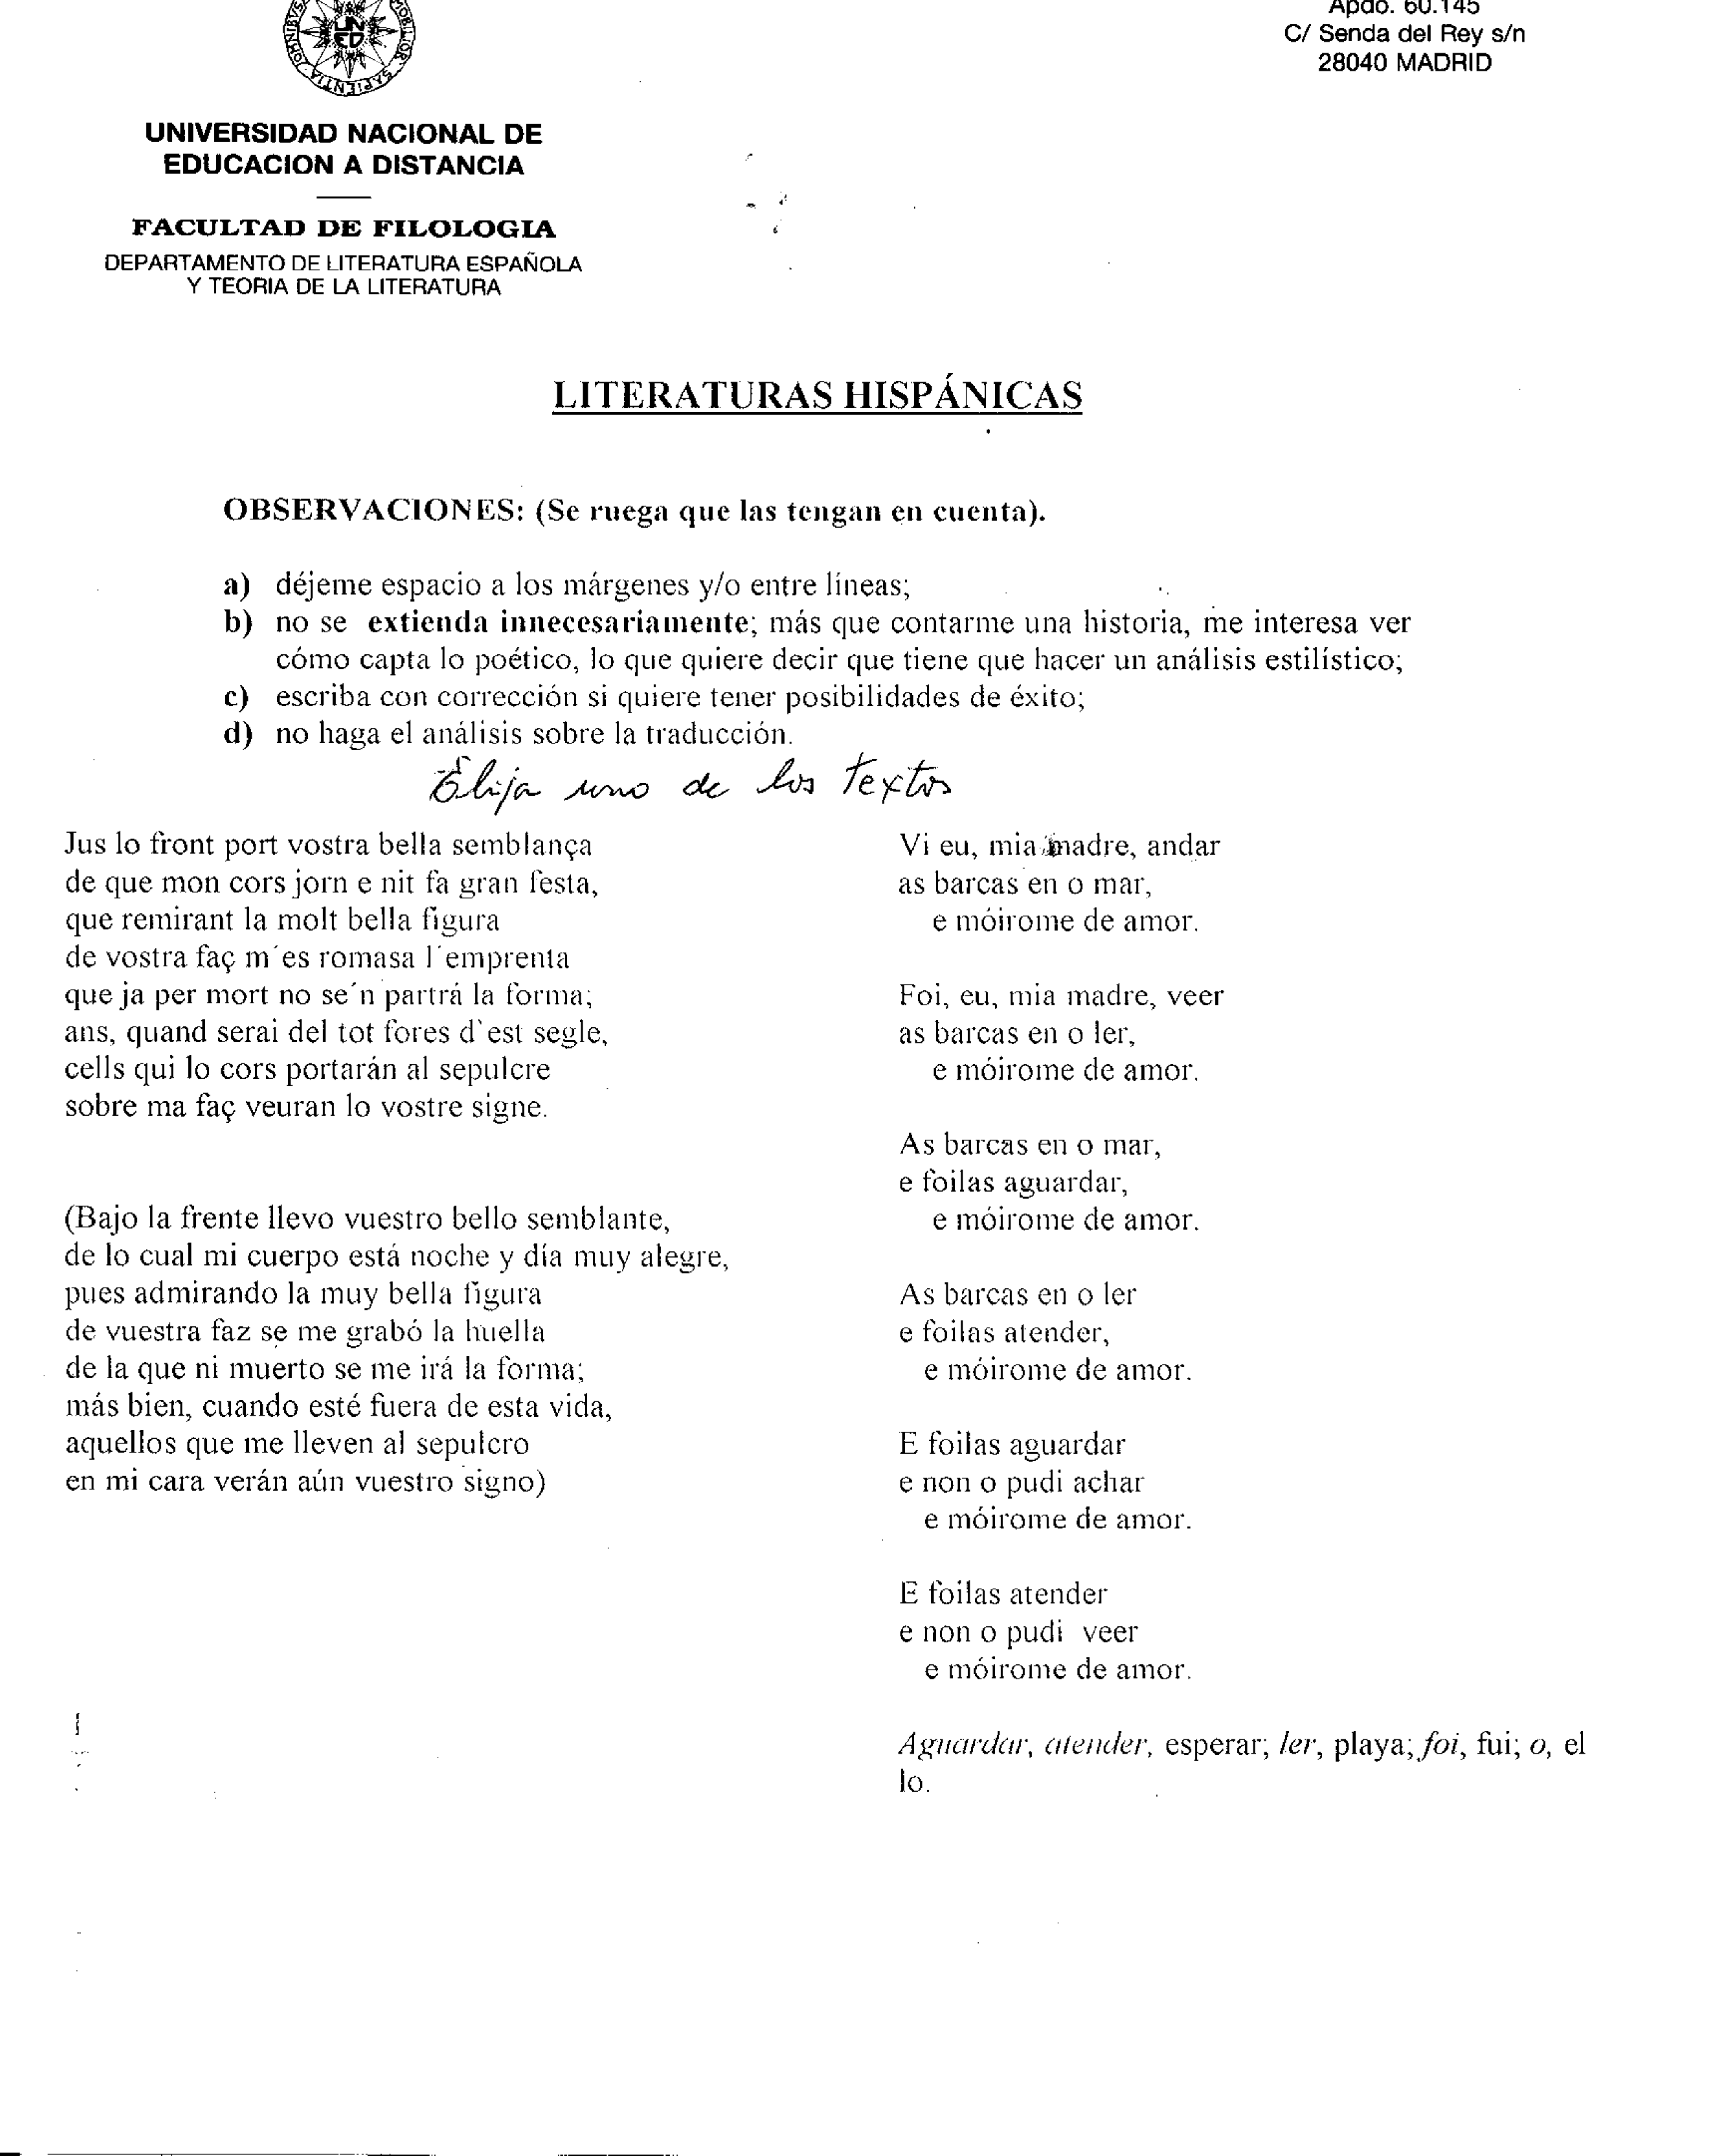 UN
ED
OMNIBVS
MOBILIOR
SAPIENTIA
Apdo. 60.145
C/ Senda del Rey s/n
28040 MADRID
UNIVERSIDAD NACIONAL DE
EDUCACION A DISTANCIA
FACULTAD DE FILOLOGIA
DEPARTAMENTO DE LITERATURA ESPAÑOLA
Y TEORIA DE LA LITERATURA
LITERATURAS HISPÁNICAS
OBSERVACIONES: (Se ruega que las tengan en cuenta).
a) déjeme espacio a los márgenes y/o entre líneas;
b) no se extienda innecesariamente; más que contarme una historia, me interesa ver
cómo capta lo poético, lo que quiere decir que tiene que hacer un análisis estilístico;
c) escriba con corrección si quiere tener posibilidades de éxito;
d) no haga el análisis sobre la traducción.
Elija uno de los textos
Jus lo front port vostra bella semblança
de que mon cors jorn e nit fa gran festa,
que remirant la molt bella figura
de vostra faç m´es romasa l´emprenta
que ja per mort no se´n partrá la forma;
ans, quand serai del tot fores d`est segle,
cells qui lo cors portarán al sepulcre
sobre ma faç veuran lo vostre signe.
(Bajo la frente llevo vuestro bello semblante,
de lo cual mi cuerpo está noche y día muy alegre,
pues admirando la muy bella figura
de vuestra faz se me grabó la huella
de la que ni muerto se me irá la forma;
más bien, cuando esté fuera de esta vida,
aquellos que me lleven al sepulcro
en mi cara verán aún vuestro signo)
Vi eu, mia madre, andar
as barcas en o mar,
e móirome de amor.
Foi, eu, mia madre, veer
as barcas en o ler,
e móirome de amor.
As barcas en o mar,
e foilas aguardar,
e móirome de amor.
As barcas en o ler
e foilas atender,
e móirome de amor.
E foilas aguardar
e non o pudi achar
e móirome de amor.
E foilas atender
e non o pudi veer
e móirome de amor.
Aguardar, atender, esperar; ler, playa; foi, fui; o, el
lo.